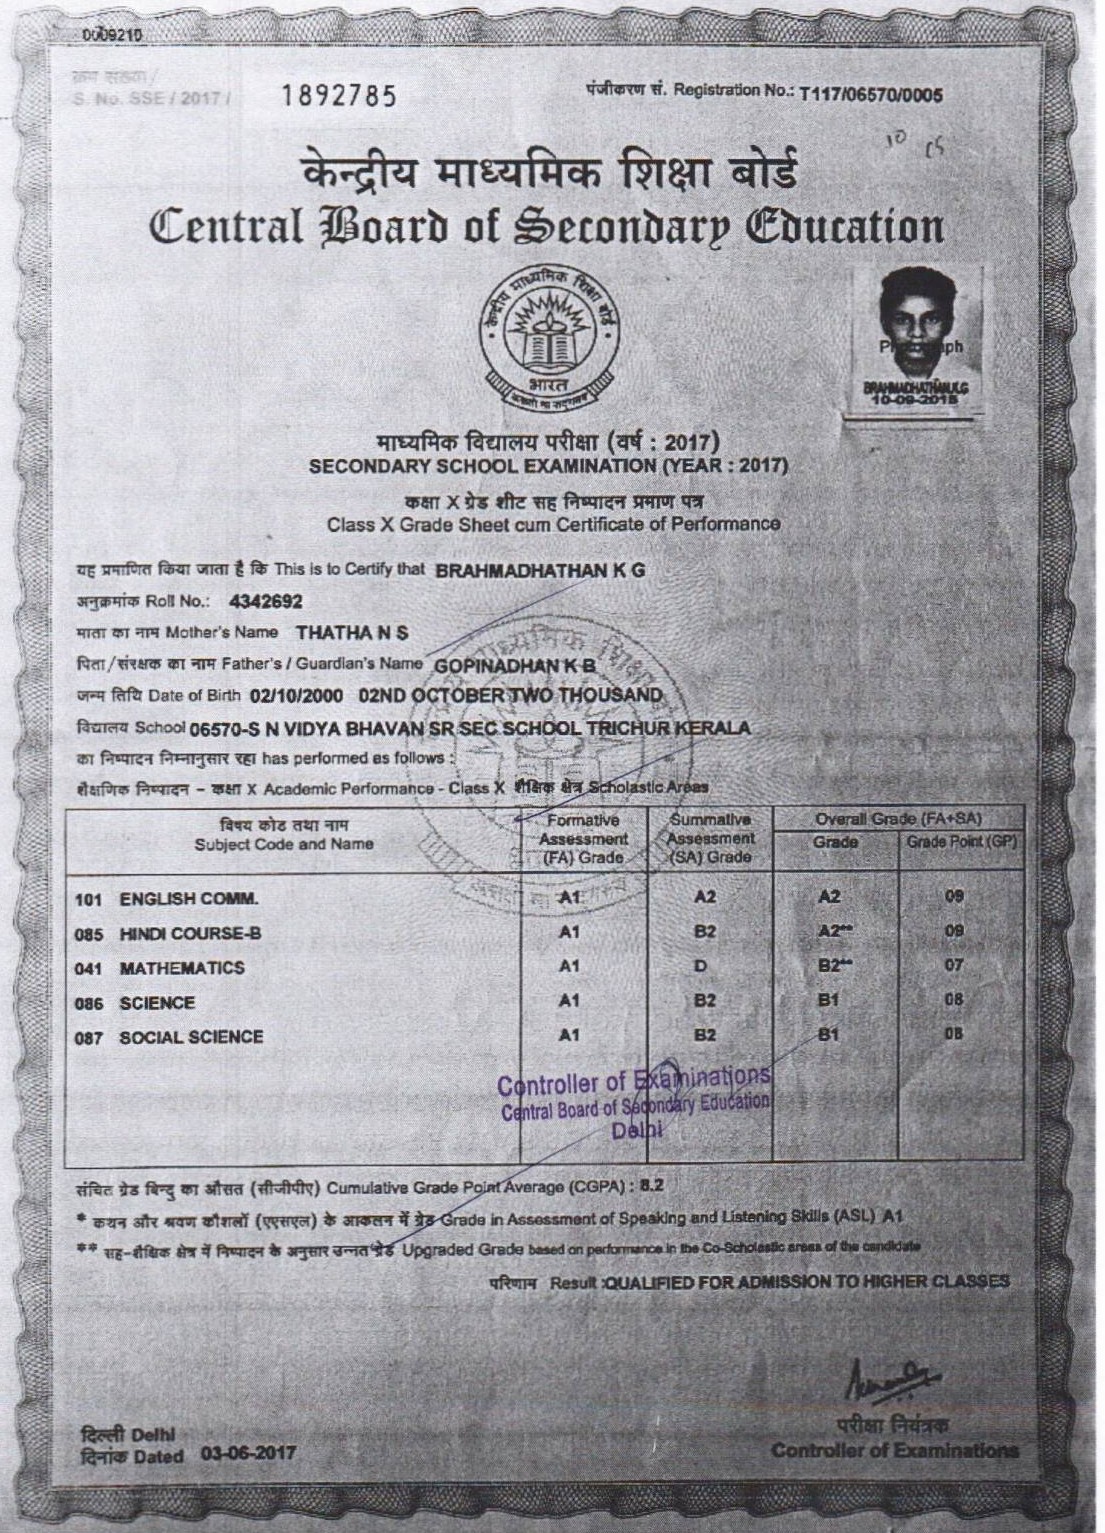 0009210
क्रम संख्या/
S. No. SSE / 2017 / 1892785
पंजीकरण सं. Registration No.: T117/06570/0005
10
केन्द्रीय माध्यमिक शिक्षा बोर्ड
Central Board of Secondary Education
केन्द्रीय माध्यमिक शिक्षा बोर्ड
भारत
असतो मा सद्गमय
BRAHMADHATHAN.K.G
माध्यमिक विद्यालय परीक्षा (वर्ष : 2017)
SECONDARY SCHOOL EXAMINATION (YEAR : 2017)
कक्षा X ग्रेड शीट सह निष्पादन प्रमाण पत्र
Class X Grade Sheet cum Certificate of Performance
यह प्रमाणित किया जाता है कि This is to Certify that BRAHMADHATHAN K G
अनुक्रमांक Roll No.: 4342692
माता का नाम Mother's Name THATHA N S
पिता/संरक्षक का नाम Father's / Guardian's Name GOPINADHAN K B
जन्म तिथि Date of Birth 02/10/2000 02ND OCTOBER TWO THOUSAND
विद्यालय School 06570-S N VIDYA BHAVAN SR SEC SCHOOL TRICHUR KERALA
का निष्पादन निम्नानुसार रहा has performed as follows :
शैक्षणिक निष्पादन – कक्षा X Academic Performance - Class X शैक्षिक क्षेत्र Scholastic Areas
विषय कोड तथा नाम
Subject Code and Name
Formative Assessment (FA) Grade
Summative Assessment (SA) Grade
Overall Grade (FA+SA)
Grade
Grade Point (GP)
101 ENGLISH COMM. A1 A2 A2 09
085 HINDI COURSE-B A1 B2 A2** 09
041 MATHEMATICS A1 D B2** 07
086 SCIENCE A1 B2 B1 08
087 SOCIAL SCIENCE A1 B2 B1 08
Controller of Examinations
Central Board of Secondary Education
Delhi
संचित ग्रेड बिन्दु का औसत (सीजीपीए) Cumulative Grade Point Average (CGPA) : 8.2
* कथन और श्रवण कौशलों (एएसएल) के आकलन में ग्रेड Grade in Assessment of Speaking and Listening Skills (ASL) A1
** सह-शैक्षिक क्षेत्र में निष्पादन के अनुसार उन्नत ग्रेड Upgraded Grade based on performance in the Co-Scholastic areas of the candidate
परिणाम Result :QUALIFIED FOR ADMISSION TO HIGHER CLASSES
दिल्ली Delhi
दिनांक Dated 03-06-2017
परीक्षा नियंत्रक
Controller of Examinations